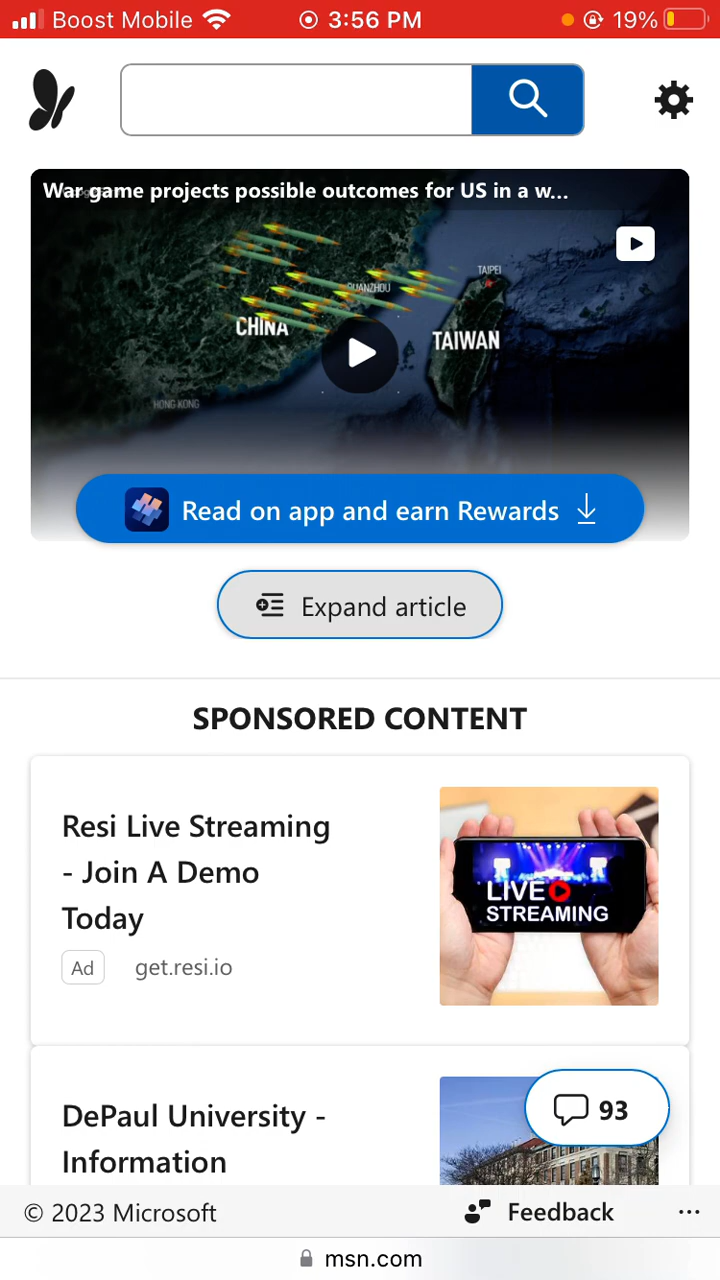 Boost Mobile 3:56 PM 19%
War game projects possible outcomes for US in a w...
TAIPEI
QUANZHOU
CHINA
TAIWAN
HONG KONG
Read on app and earn Rewards
Expand article
SPONSORED CONTENT
Resi Live Streaming
- Join A Demo
Today
Ad get.resi.io
LIVE
STREAMING
DePaul University -
Information
93
© 2023 Microsoft Feedback ...
msn.com